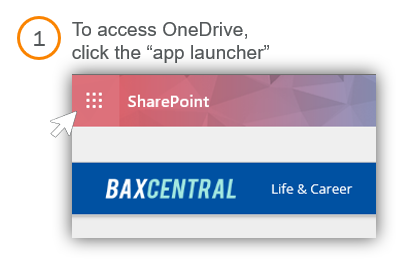 1
To access OneDrive,
click the “app launcher”
SharePoint
BAXCENTRAL Life & Career